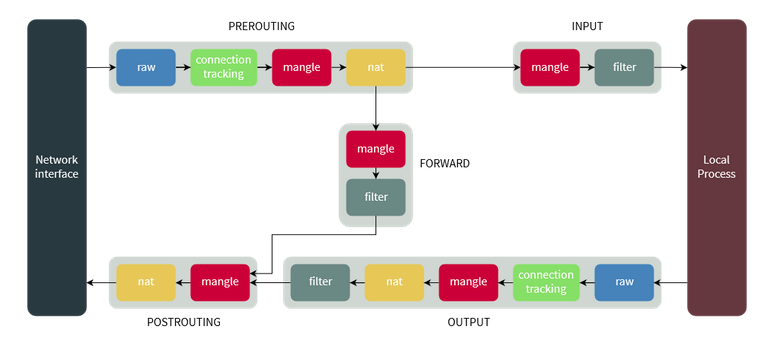 PREROUTING
INPUT
raw
connection
tracking
mangle
nat
mangle
filter
Network
interface
mangle
FORWARD
filter
Local
Process
nat
mangle
filter
nat
mangle
connection
tracking
raw
POSTROUTING
OUTPUT